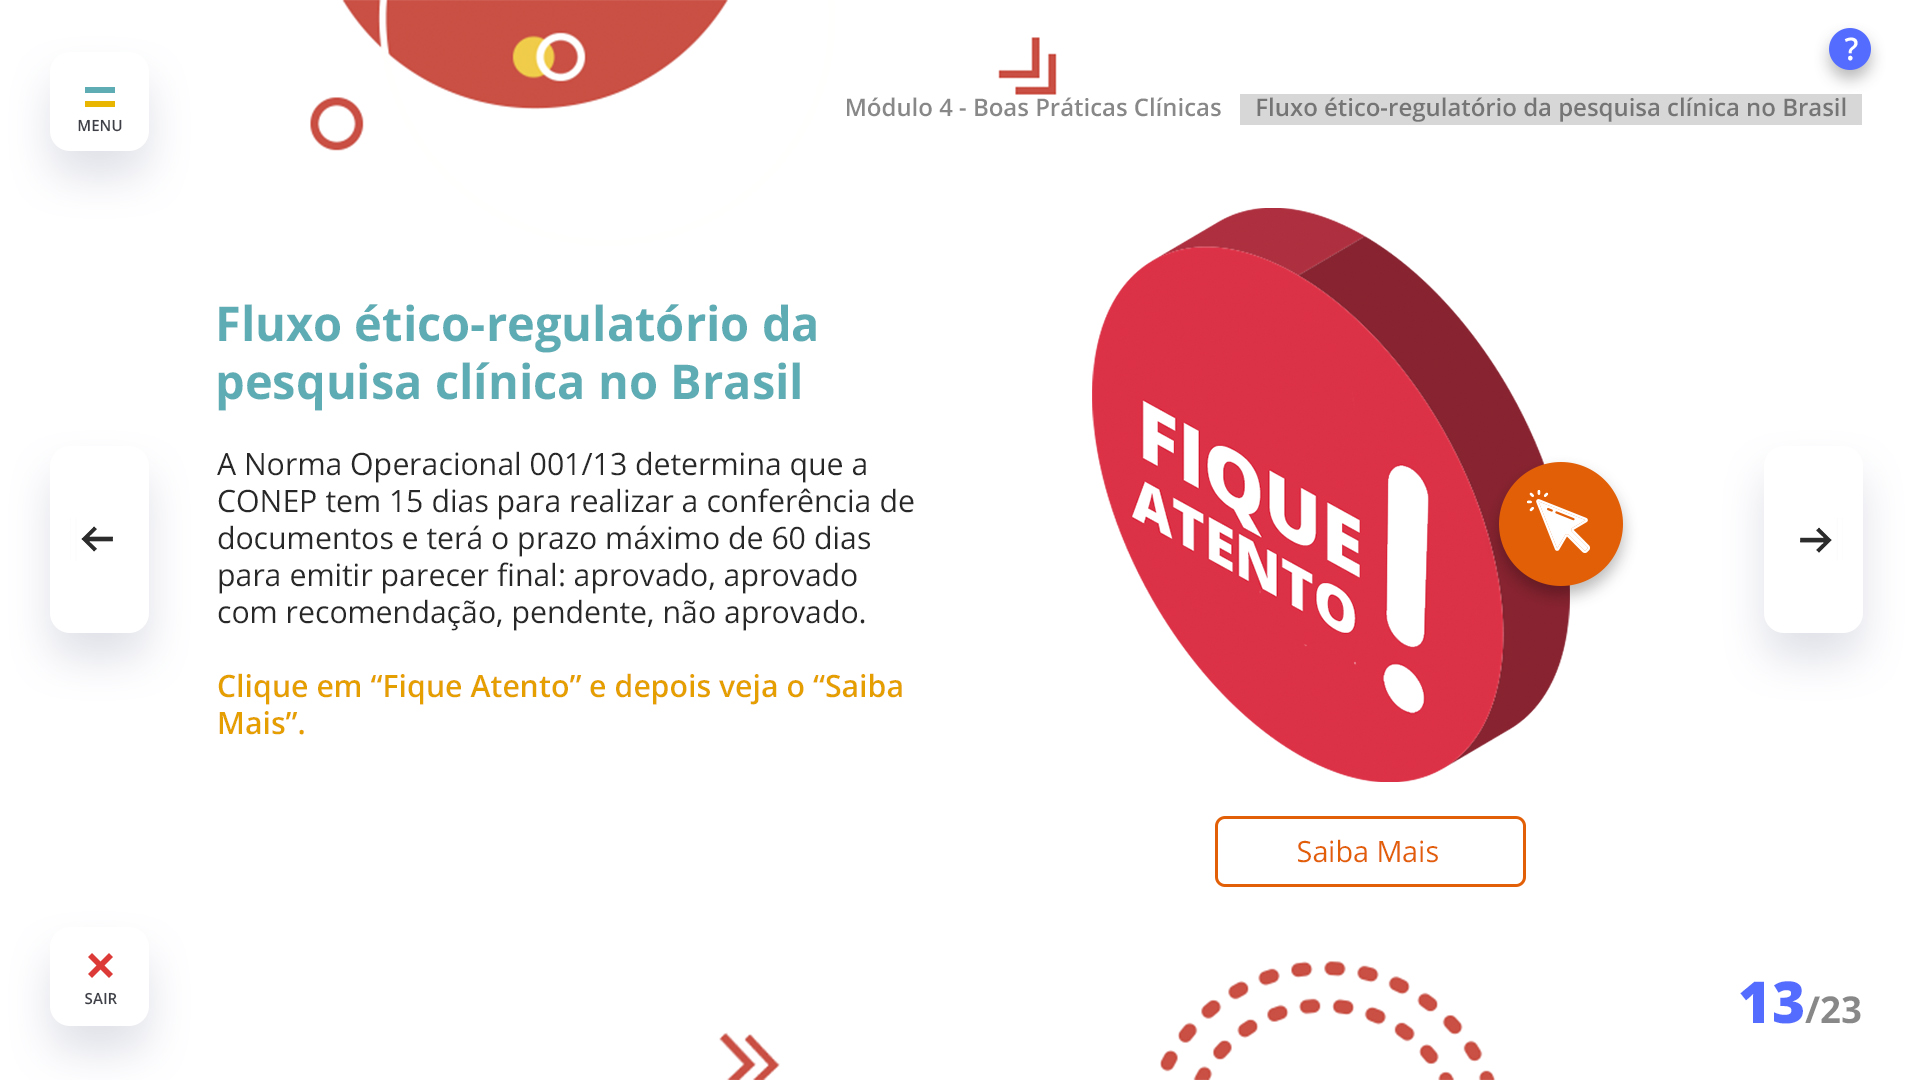 ?
MENU
Módulo 4 - Boas Práticas Clínicas
Fluxo ético-regulatório da pesquisa clínica no Brasil
Fluxo ético-regulatório da
pesquisa clínica no Brasil
A Norma Operacional 001/13 determina que a
CONEP tem 15 dias para realizar a conferência de
documentos e terá o prazo máximo de 60 dias
para emitir parecer final: aprovado, aprovado
com recomendação, pendente, não aprovado.
Clique em “Fique Atento” e depois veja o “Saiba
Mais”.
FIQUE
ATENTO
!
Saiba Mais
SAIR
13/23